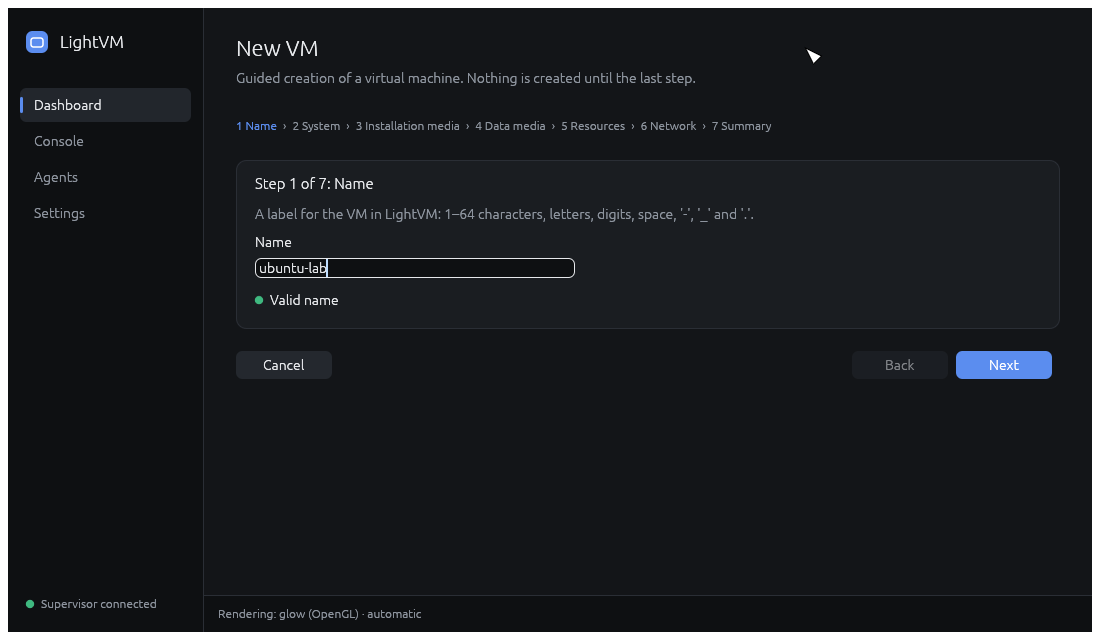 LightVM
Dashboard
Console
Agents
Settings
Supervisor connected
New VM
Guided creation of a virtual machine. Nothing is created until the last step.
1 Name › 2 System › 3 Installation media › 4 Data media › 5 Resources › 6 Network › 7 Summary
Step 1 of 7: Name
A label for the VM in LightVM: 1–64 characters, letters, digits, space, '-', '_' and '.'.
Name
ubuntu-lab
Valid name
Cancel
Back
Next
Rendering: glow (OpenGL) · automatic